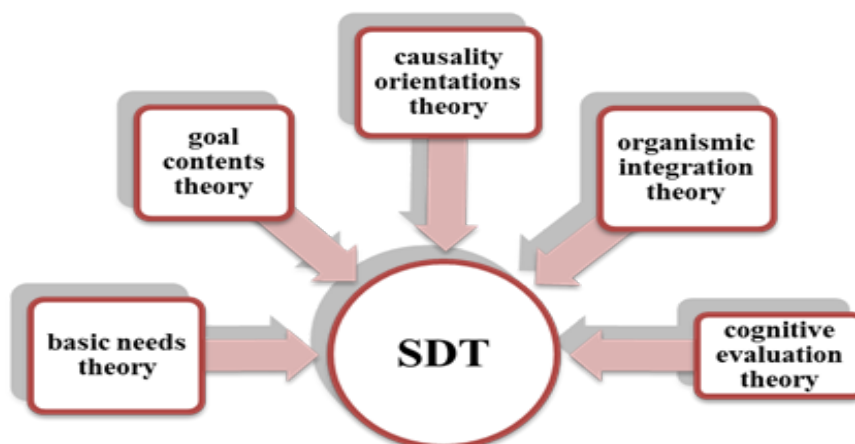 causality
orientations
theory
goal
contents
theory
organismic
integration
theory
basic needs
theory
SDT
cognitive
evaluation
theory